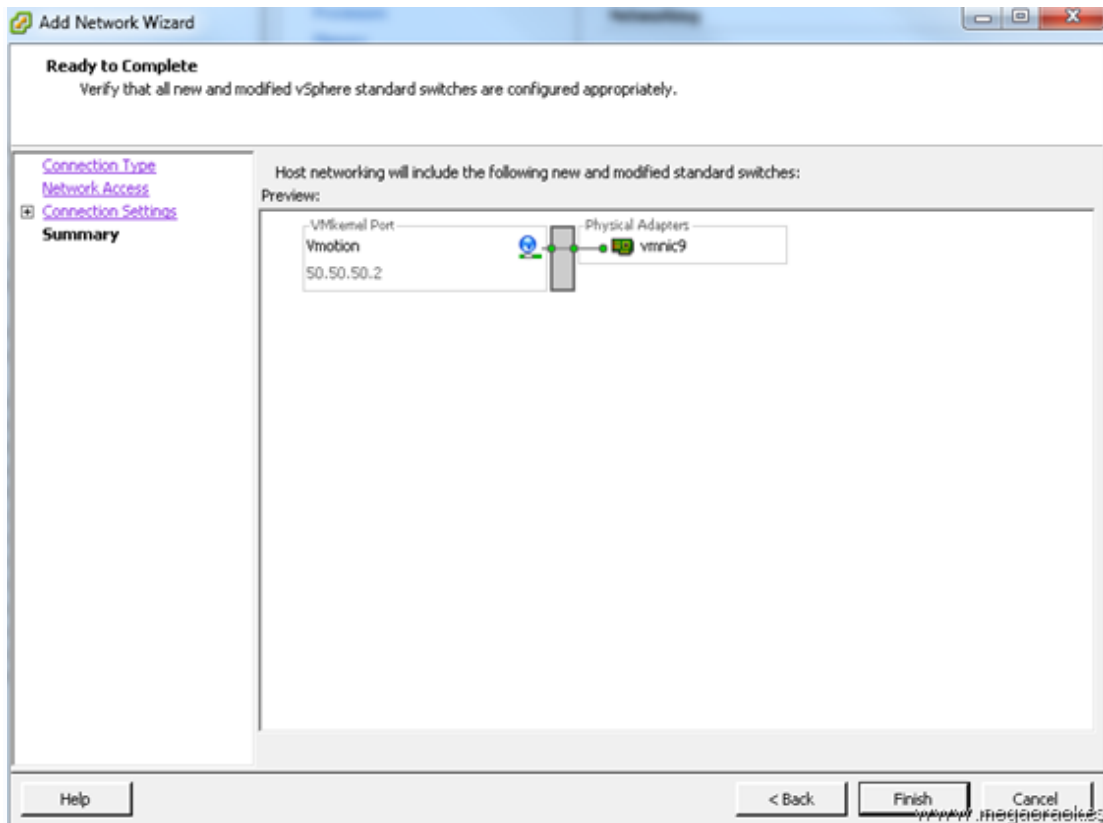 Add Network Wizard
Networking
Ready to Complete
Verify that all new and modified vSphere standard switches are configured appropriately.
Connection Type
Network Access
Connection Settings
Summary
Host networking will include the following new and modified standard switches:
Preview:
VMkernel Port
Vmotion
50.50.50.2
Physical Adapters
vmnic9
Help
< Back
Finish
Cancel